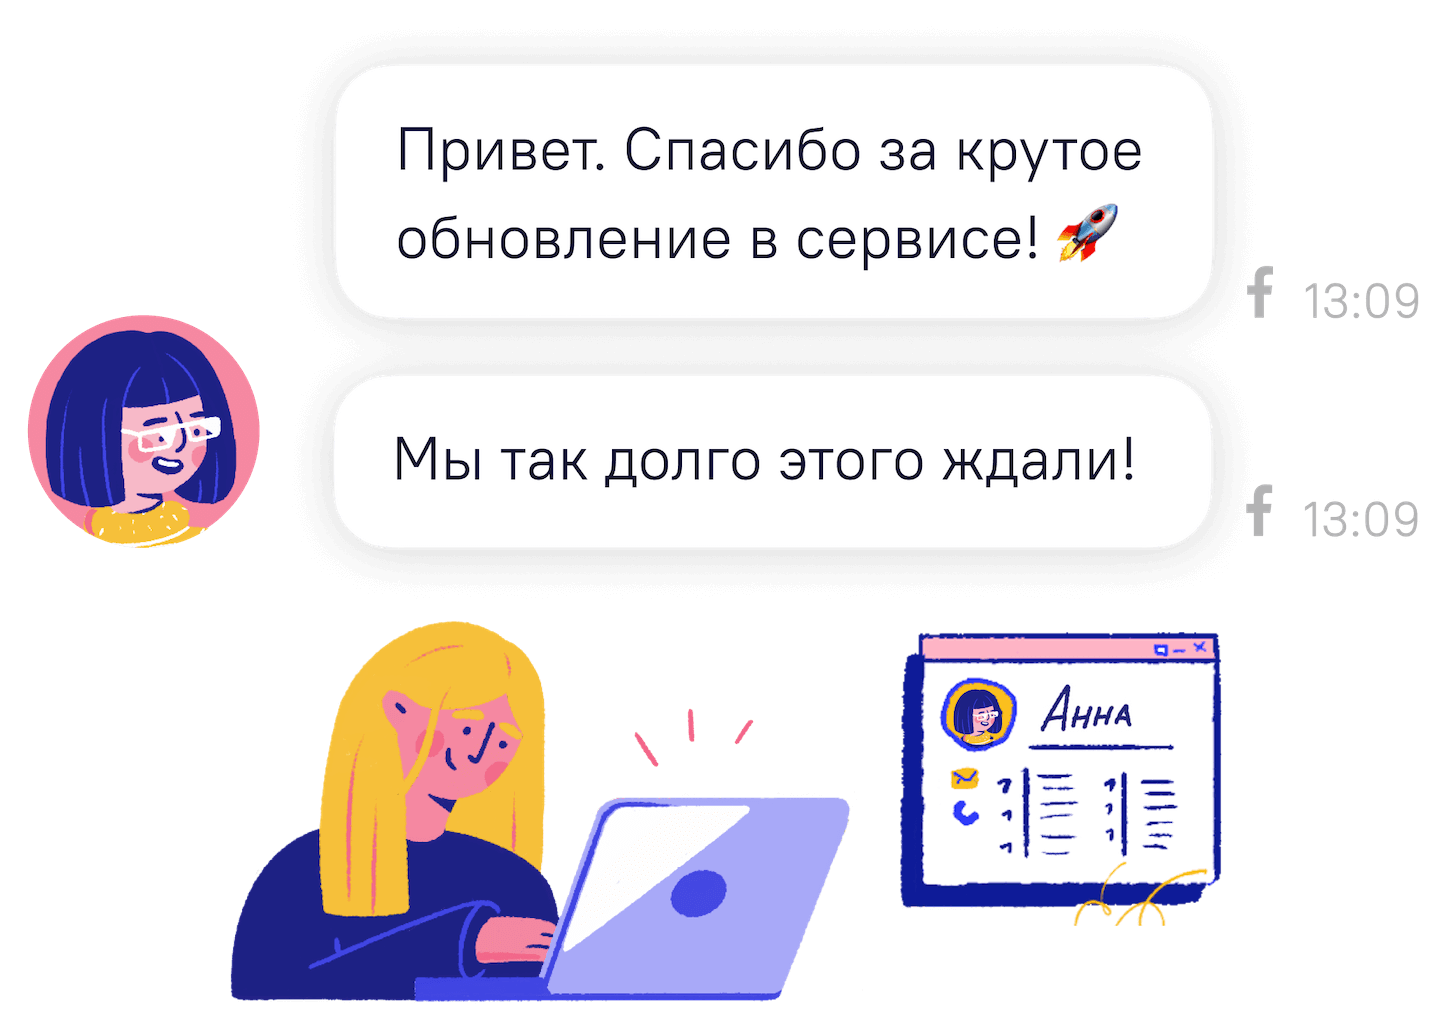 Привет. Спасибо за крутое
обновление в сервисе! 🚀
f 13:09
Мы так долго этого ждали!
f 13:09
Анна